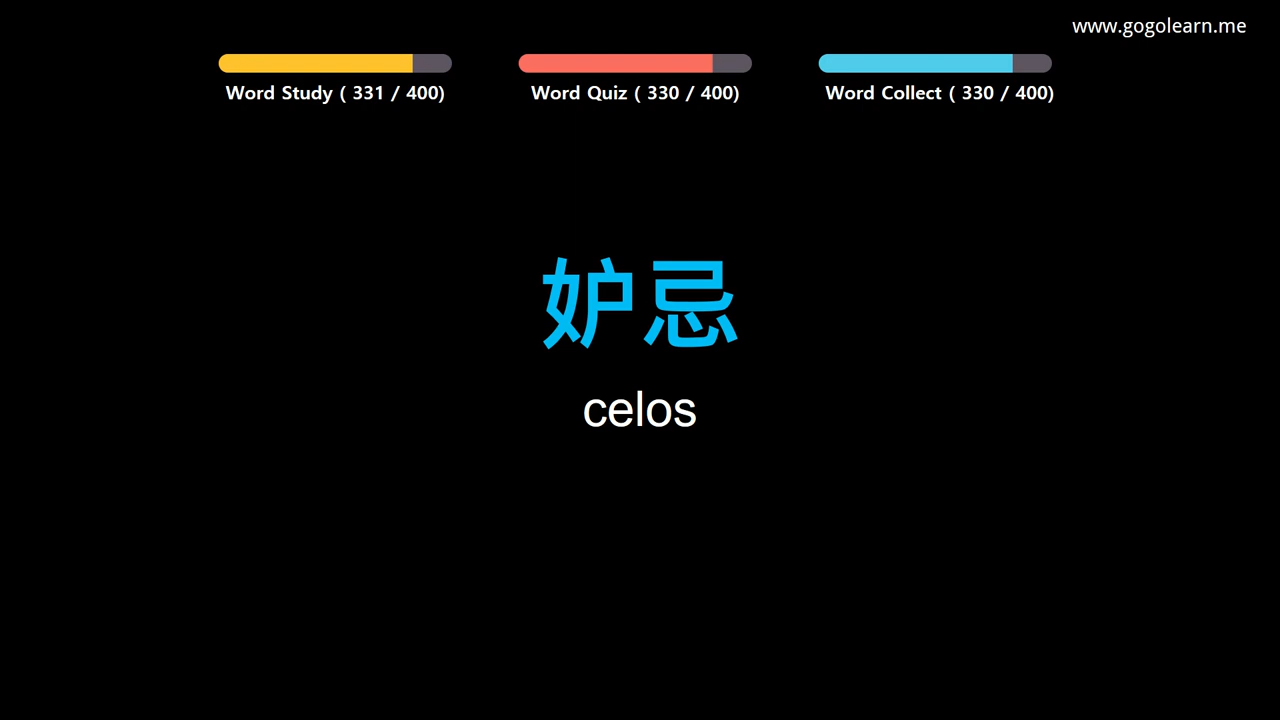 www.gogolearn.me
Word Study ( 331 / 400)
Word Quiz ( 330 / 400)
Word Collect ( 330 / 400)
妒忌
celos